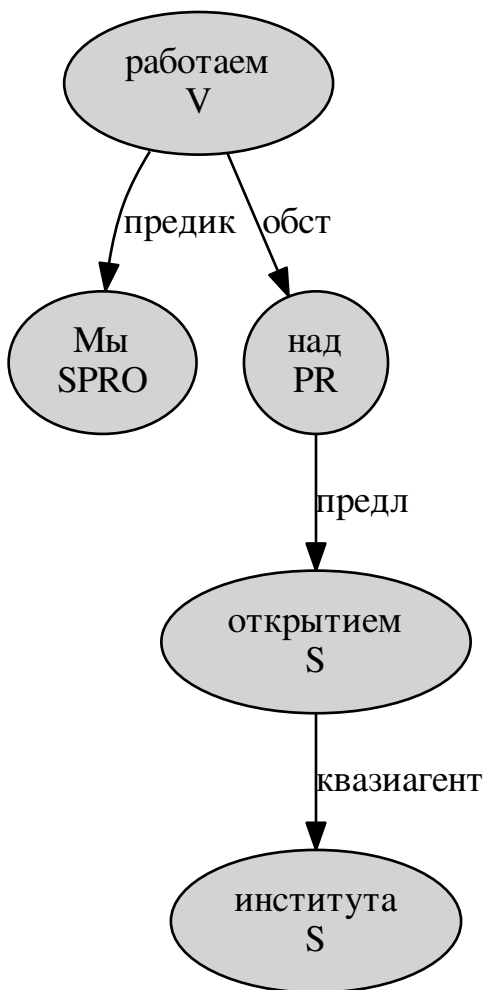 работаем
V
предик
обст
Мы
SPRO
над
PR
предл
открытием
S
квазиагент
института
S